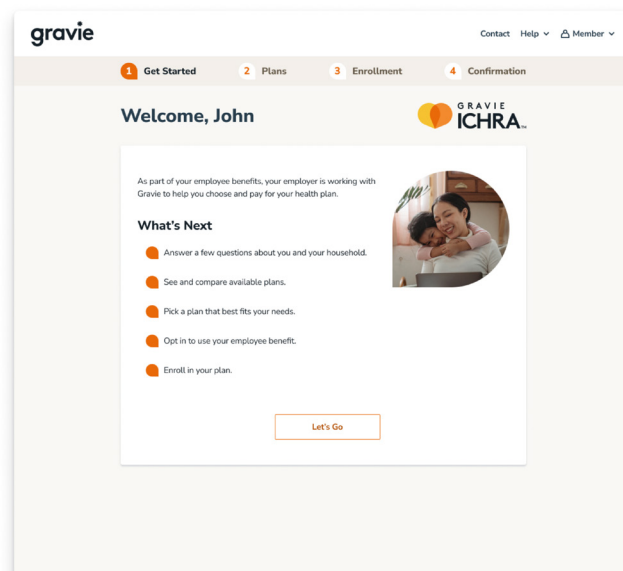 gravie
Contact Help Member
1 Get Started 2 Plans 3 Enrollment 4 Confirmation
Welcome, John
GRAVIE
ICHRA™
As part of your employee benefits, your employer is working with
Gravie to help you choose and pay for your health plan.
What's Next
Answer a few questions about you and your household.
See and compare available plans.
Pick a plan that best fits your needs.
Opt in to use your employee benefit.
Enroll in your plan.
Let's Go